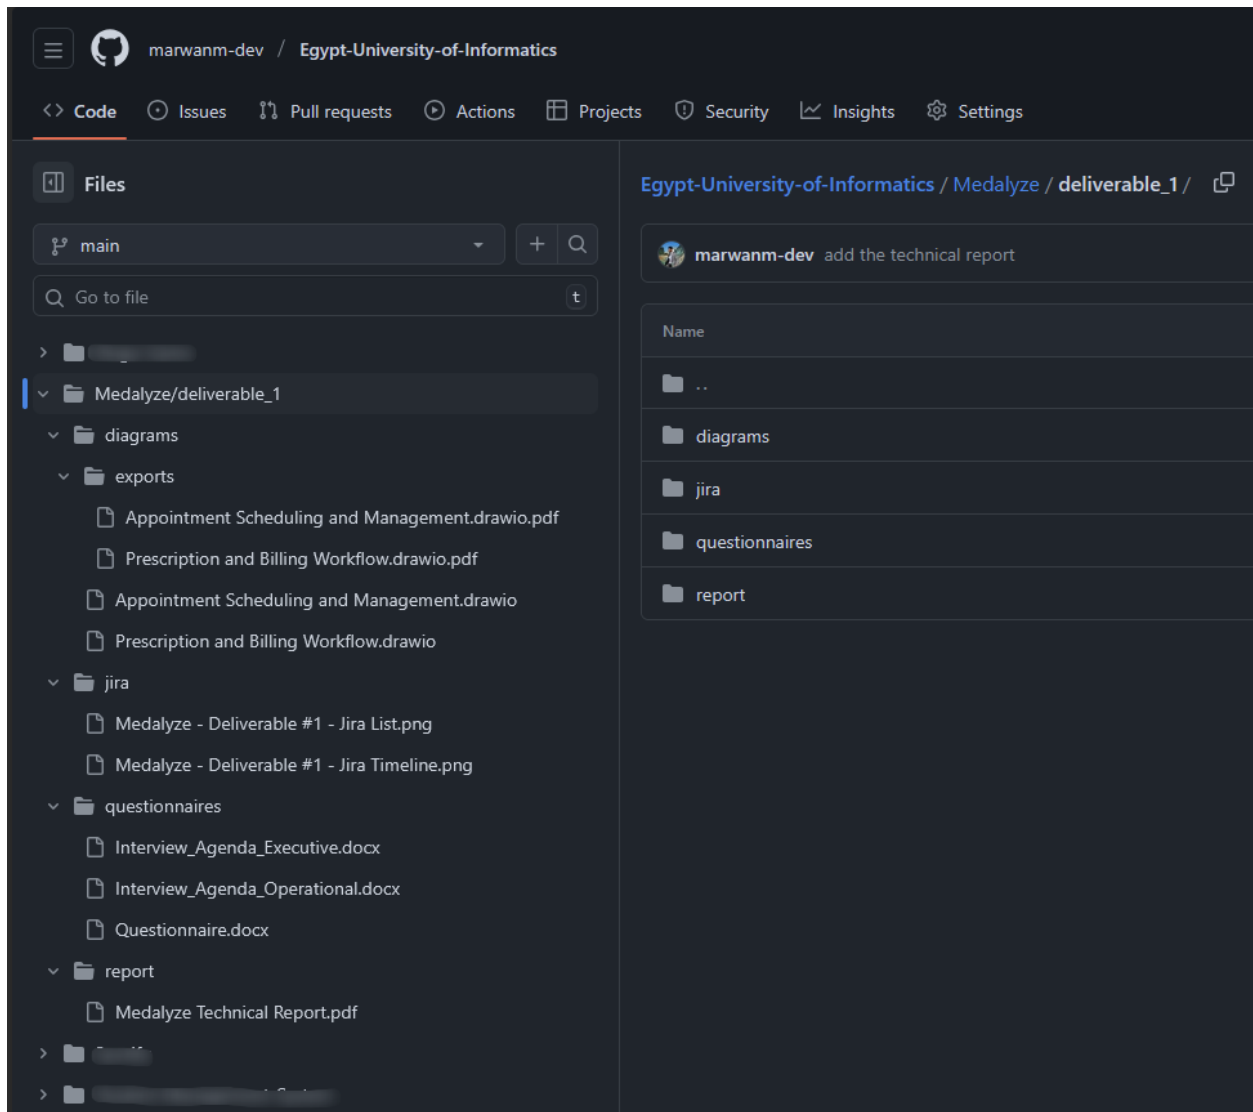 marwanm-dev / Egypt-University-of-Informatics
Code Issues Pull requests Actions Projects Security Insights Settings
Files
main
Go to file t
Medalyze/deliverable_1
diagrams
exports
Appointment Scheduling and Management.drawio.pdf
Prescription and Billing Workflow.drawio.pdf
Appointment Scheduling and Management.drawio
Prescription and Billing Workflow.drawio
jira
Medalyze - Deliverable #1 - Jira List.png
Medalyze - Deliverable #1 - Jira Timeline.png
questionnaires
Interview_Agenda_Executive.docx
Interview_Agenda_Operational.docx
Questionnaire.docx
report
Medalyze Technical Report.pdf
Egypt-University-of-Informatics / Medalyze / deliverable_1 /
marwanm-dev add the technical report
Name
..
diagrams
jira
questionnaires
report